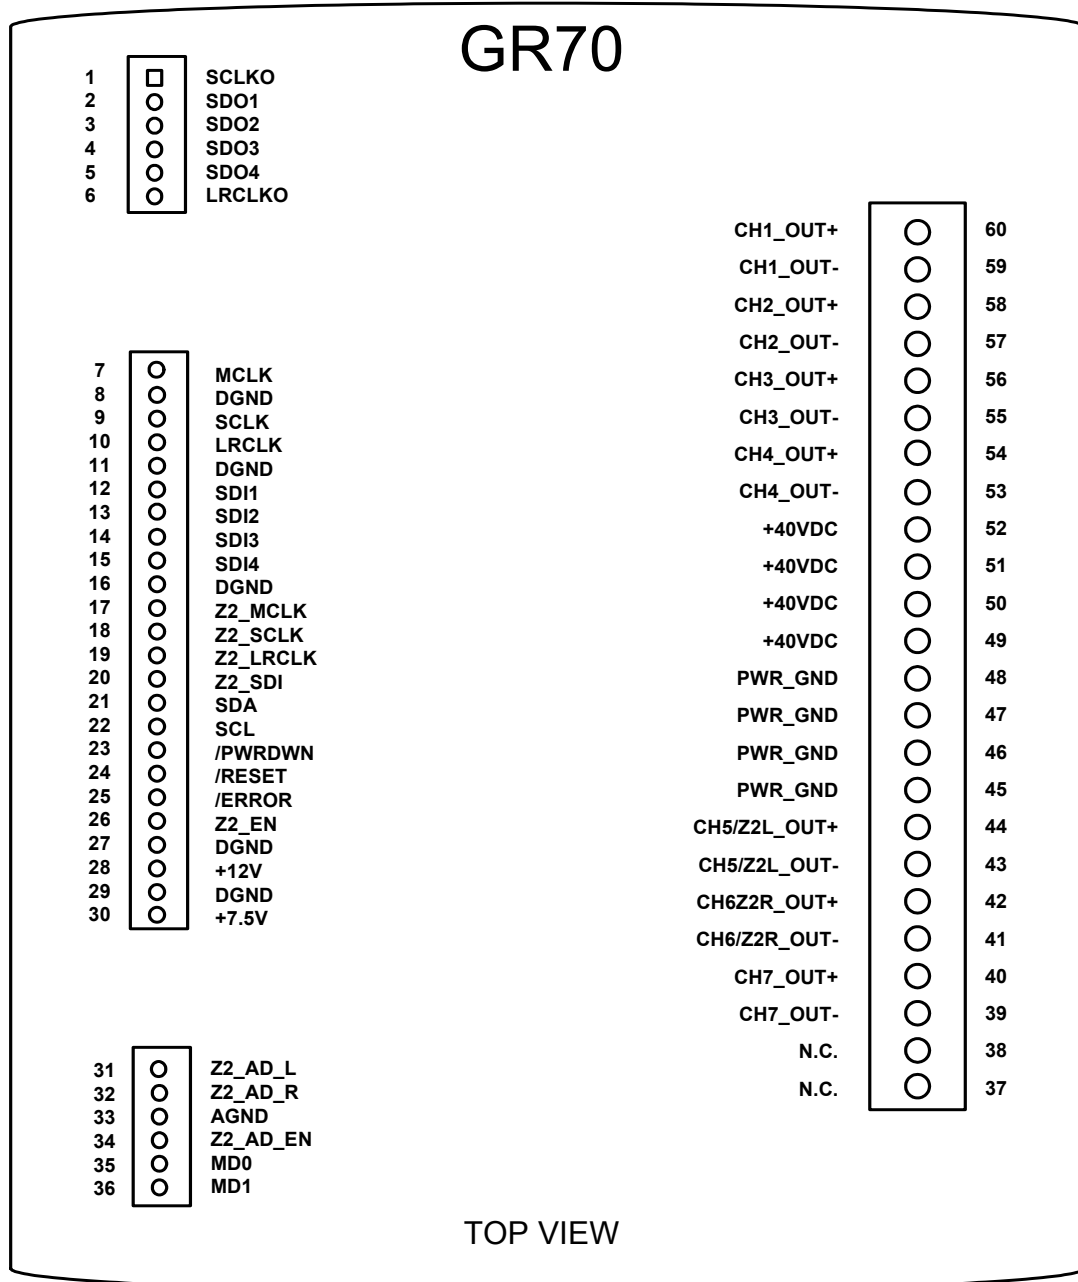 GR70
1 SCLKO
2 SDO1
3 SDO2
4 SDO3
5 SDO4
6 LRCLKO
7 MCLK
8 DGND
9 SCLK
10 LRCLK
11 DGND
12 SDI1
13 SDI2
14 SDI3
15 SDI4
16 DGND
17 Z2_MCLK
18 Z2_SCLK
19 Z2_LRCLK
20 Z2_SDI
21 SDA
22 SCL
23 /PWRDWN
24 /RESET
25 /ERROR
26 Z2_EN
27 DGND
28 +12V
29 DGND
30 +7.5V
31 Z2_AD_L
32 Z2_AD_R
33 AGND
34 Z2_AD_EN
35 MD0
36 MD1
CH1_OUT+ 60
CH1_OUT- 59
CH2_OUT+ 58
CH2_OUT- 57
CH3_OUT+ 56
CH3_OUT- 55
CH4_OUT+ 54
CH4_OUT- 53
+40VDC 52
+40VDC 51
+40VDC 50
+40VDC 49
PWR_GND 48
PWR_GND 47
PWR_GND 46
PWR_GND 45
CH5/Z2L_OUT+ 44
CH5/Z2L_OUT- 43
CH6Z2R_OUT+ 42
CH6/Z2R_OUT- 41
CH7_OUT+ 40
CH7_OUT- 39
N.C. 38
N.C. 37
TOP VIEW